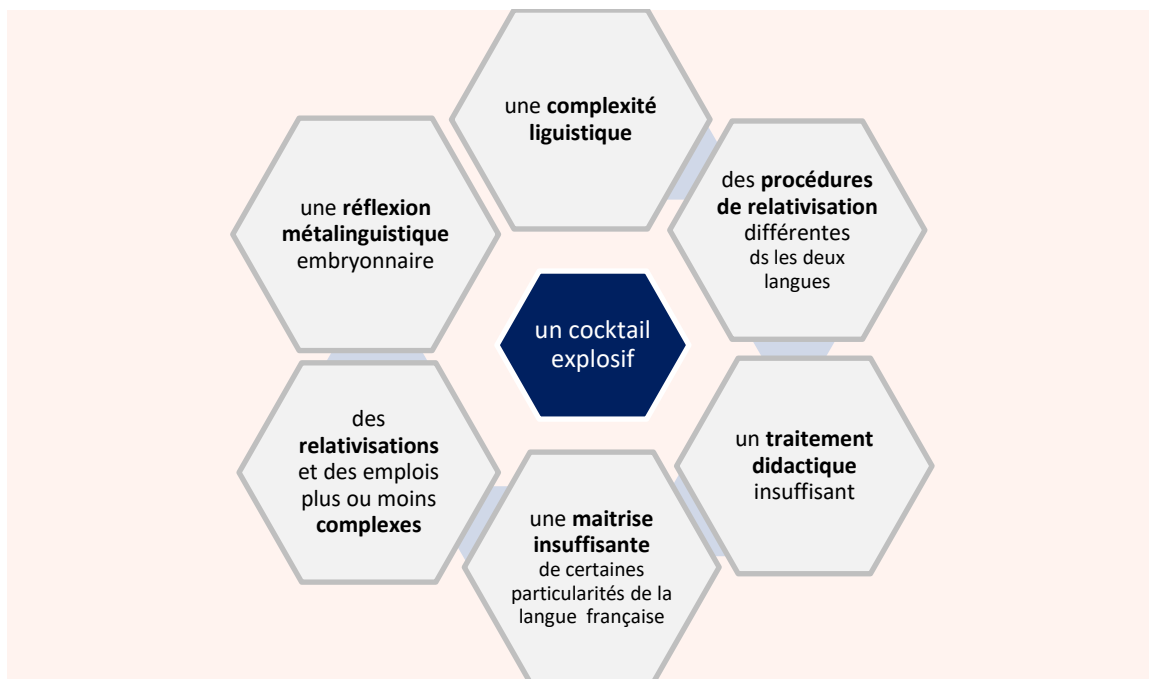 une complexité
liguistique
des procédures
de relativisation
différentes
ds les deux
langues
un traitement
didactique
insuffisant
une maitrise
insuffisante
de certaines
particularités de la
langue française
des
relativisations
et des emplois
plus ou moins
complexes
une réflexion
métalinguistique
embryonnaire
un cocktail
explosif